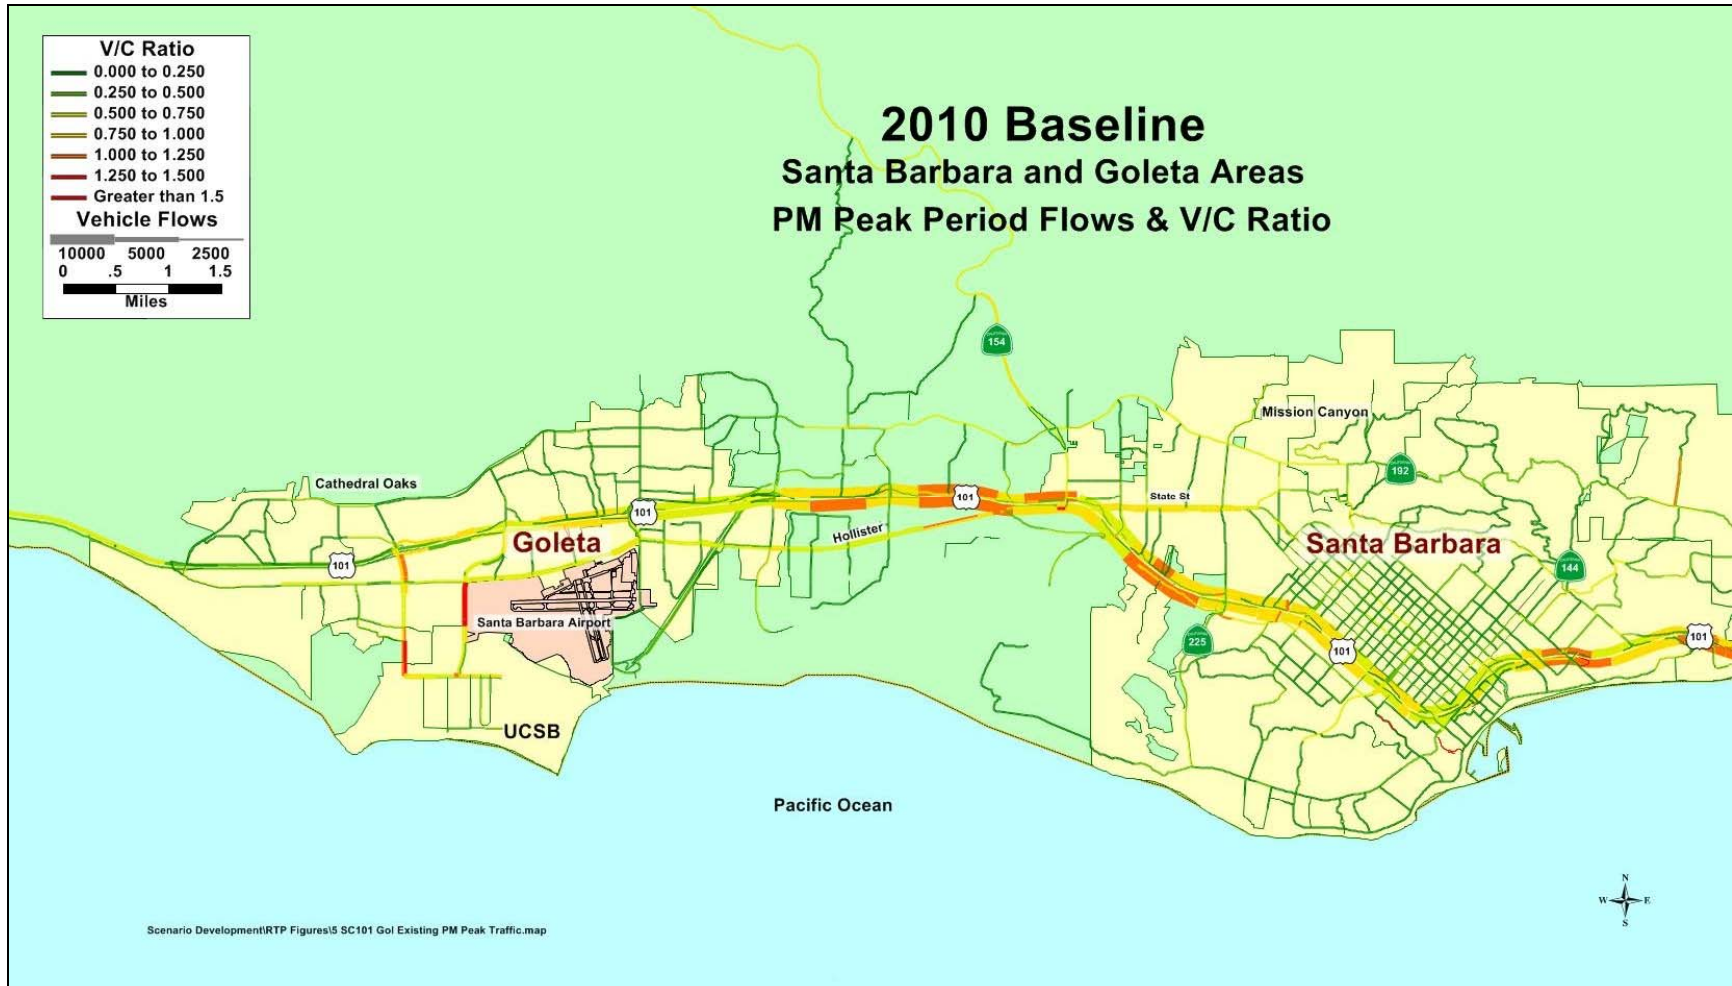 V/C Ratio
0.000 to 0.250
0.250 to 0.500
0.500 to 0.750
0.750 to 1.000
1.000 to 1.250
1.250 to 1.500
Greater than 1.5
Vehicle Flows
10000 5000 2500
0 .5 1 1.5
Miles
2010 Baseline
Santa Barbara and Goleta Areas
PM Peak Period Flows & V/C Ratio
154
Mission Canyon
192
Cathedral Oaks
State St
101
101
Hollister
Goleta
Santa Barbara
101
144
Santa Barbara Airport
225
101
101
UCSB
Pacific Ocean
N
W E
S
Scenario Development\RTP Figures\5 SC101 Gol Existing PM Peak Traffic.map